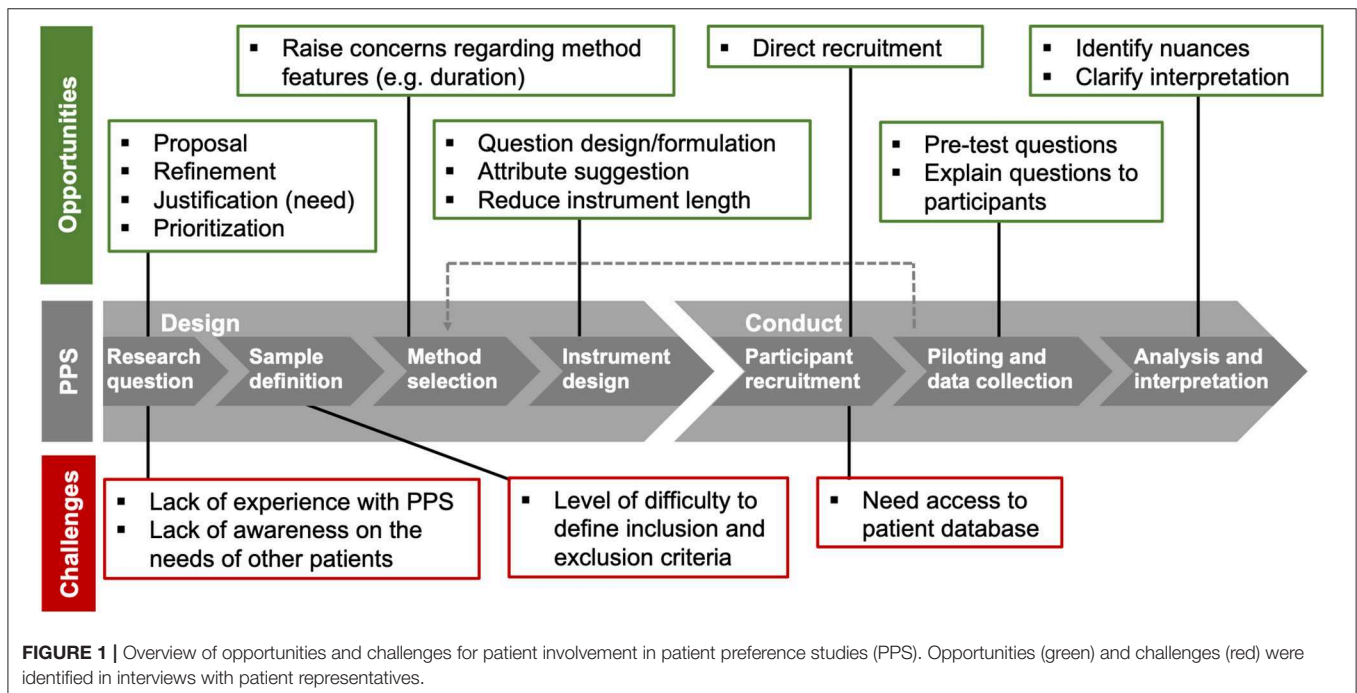 Opportunities
▪ Raise concerns regarding method
features (e.g. duration)
▪ Direct recruitment
▪ Identify nuances
▪ Clarify interpretation
▪ Proposal
▪ Refinement
▪ Justification (need)
▪ Prioritization
▪ Question design/formulation
▪ Attribute suggestion
▪ Reduce instrument length
▪ Pre-test questions
▪ Explain questions to
participants
PPS
Design
Research
question
Sample
definition
Method
selection
Instrument
design
Conduct
Participant
recruitment
Piloting and
data collection
Analysis and
interpretation
Challenges
▪ Lack of experience with PPS
▪ Lack of awareness on the
needs of other patients
▪ Level of difficulty to
define inclusion and
exclusion criteria
▪ Need access to
patient database
FIGURE 1 | Overview of opportunities and challenges for patient involvement in patient preference studies (PPS). Opportunities (green) and challenges (red) were
identified in interviews with patient representatives.